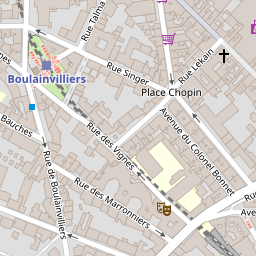 Rue Talma
Rue Lekain
Boulainvilliers
Rue Singer
Place Chopin
Bauches
Rue des Vignes
Avenue du Colonel Bonnet
Rue de Boulainvilliers
Rue des Marronniers
Ave